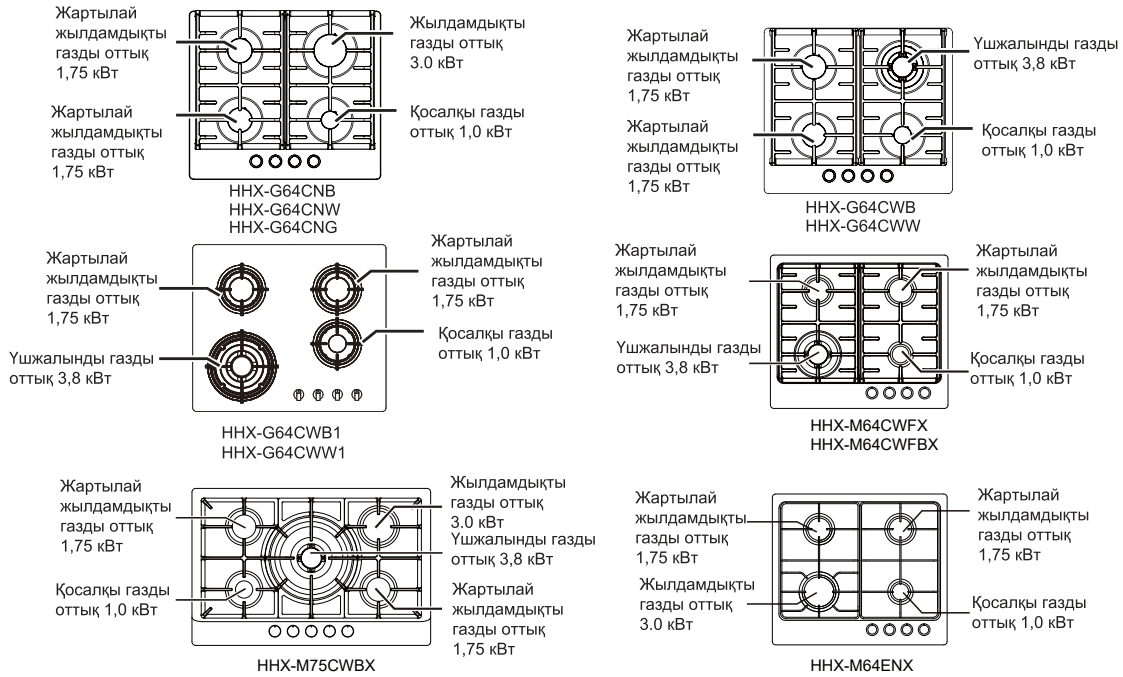 Жартылай
жылдамдықты
газды оттық
1,75 кВт
Жылдамдықты
газды оттық
3.0 кВт
Жартылай
жылдамдықты
газды оттық
1,75 кВт
Қосалқы газды
оттық 1,0 кВт
HHX-G64CNB
HHX-G64CNW
HHX-G64CNG
Жартылай
жылдамдықты
газды оттық
1,75 кВт
Үшжалынды газды
оттық 3,8 кВт
Жартылай
жылдамдықты
газды оттық
1,75 кВт
Қосалқы газды
оттық 1,0 кВт
HHX-G64CWB
HHX-G64CWW
Жартылай
жылдамдықты
газды оттық
1,75 кВт
Жартылай
жылдамдықты
газды оттық
1,75 кВт
Үшжалынды газды
оттық 3,8 кВт
Қосалқы газды
оттық 1,0 кВт
HHX-G64CWB1
HHX-G64CWW1
Жартылай
жылдамдықты
газды оттық
1,75 кВт
Жартылай
жылдамдықты
газды оттық
1,75 кВт
Үшжалынды газды
оттық 3,8 кВт
Қосалқы газды
оттық 1,0 кВт
HHX-M64CWFX
HHX-M64CWFBX
Жартылай
жылдамдықты
газды оттық
1,75 кВт
Жылдамдықты
газды оттық
3.0 кВт
Үшжалынды газды
оттық 3,8 кВт
Қосалқы газды
оттық 1,0 кВт
Жартылай
жылдамдықты
газды оттық
1,75 кВт
HHX-M75CWBX
Жартылай
жылдамдықты
газды оттық
1,75 кВт
Жартылай
жылдамдықты
газды оттық
1,75 кВт
Жылдамдықты
газды оттық
3.0 кВт
Қосалқы газды
оттық 1,0 кВт
HHX-M64ENX